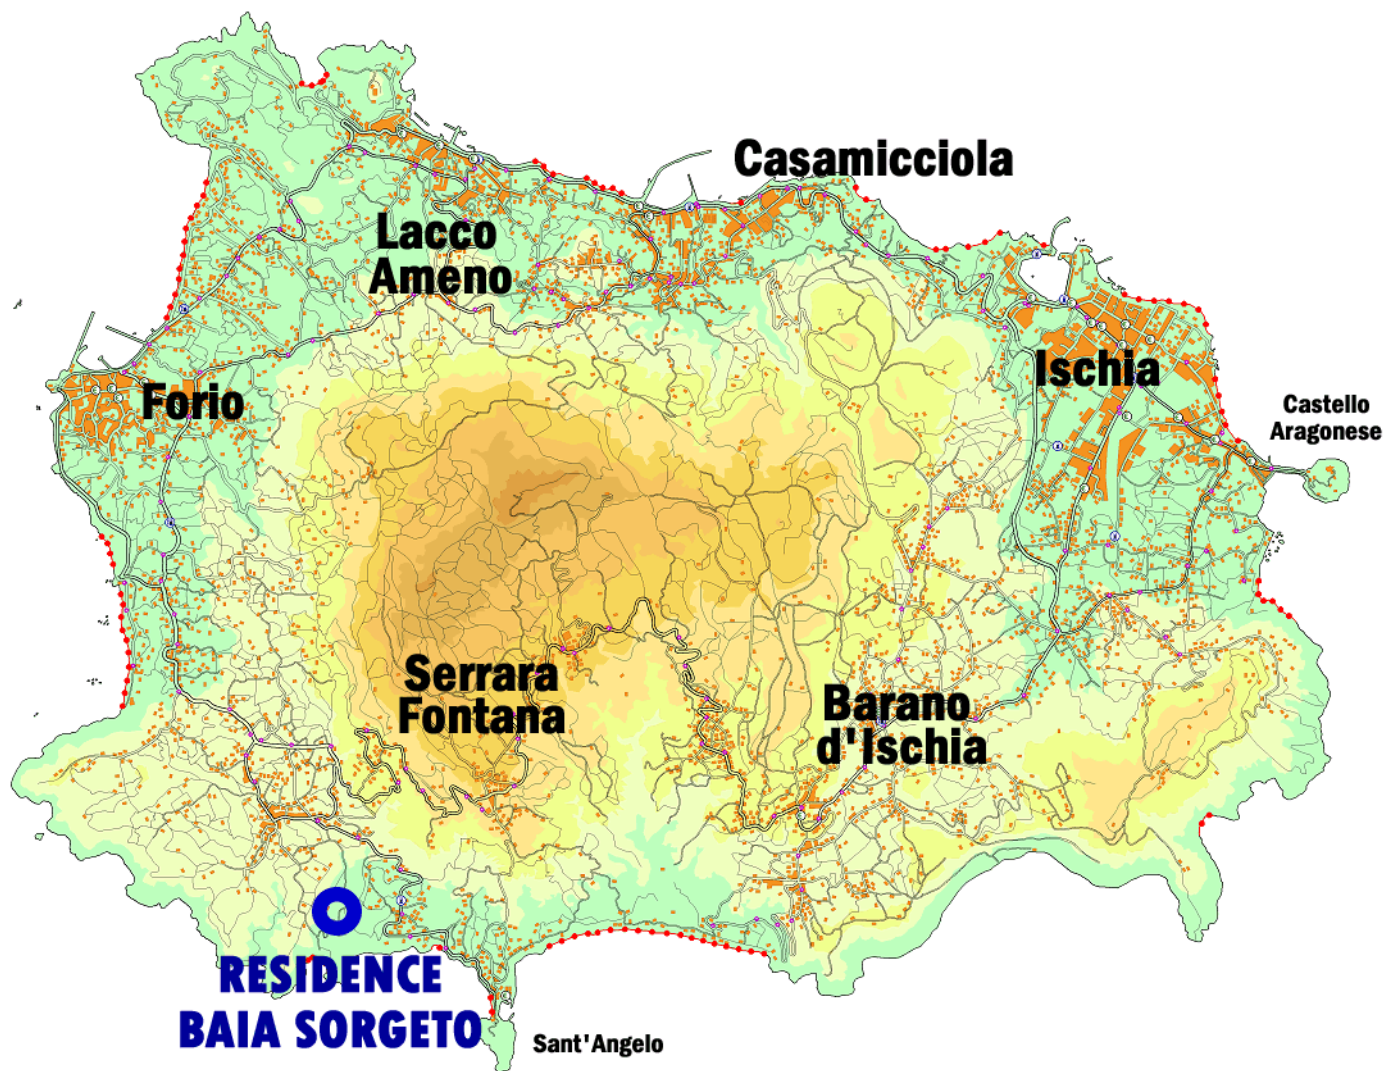 Casamicciola
Lacco
Ameno
Ischia
Forio
Castello
Aragonese
Serrara
Fontana
Barano
d'Ischia
RESIDENCE
BAIA SORGETO
Sant'Angelo